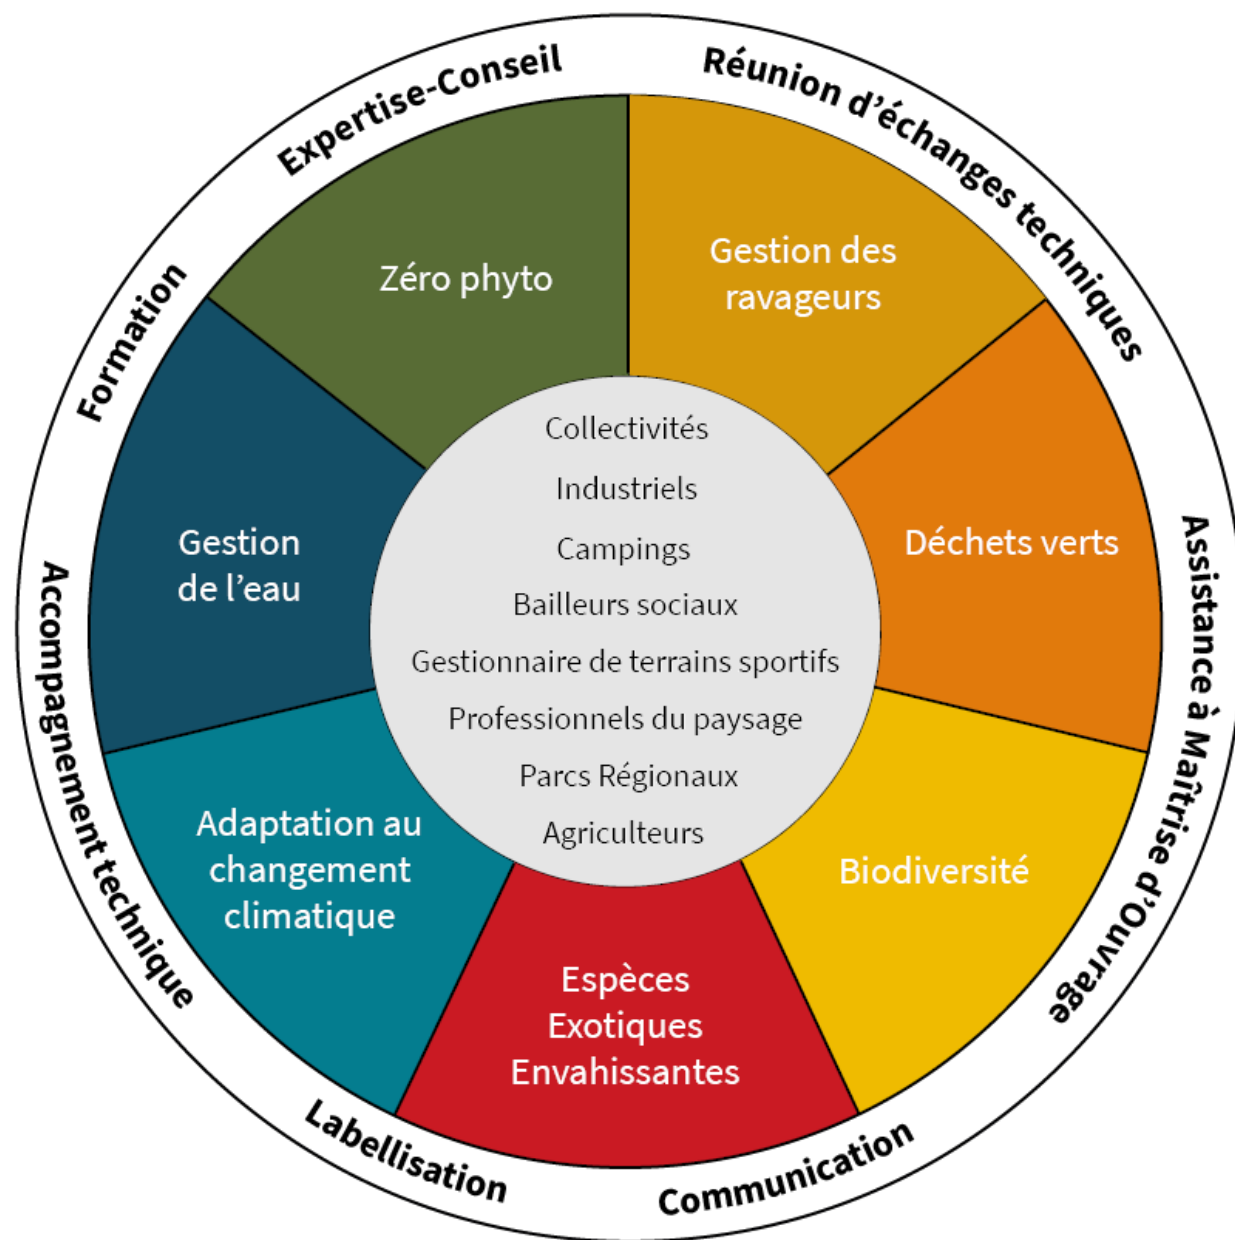 Expertise-Conseil
Réunion d'échanges techniques
Assistance à Maîtrise d'Ouvrage
Communication
Labellisation
Accompagnement technique
Formation
Zéro phyto
Gestion des
ravageurs
Déchets verts
Biodiversité
Espèces
Exotiques
Envahissantes
Adaptation au
changement
climatique
Gestion
de l'eau
Collectivités
Industriels
Campings
Bailleurs sociaux
Gestionnaire de terrains sportifs
Professionnels du paysage
Parcs Régionaux
Agriculteurs